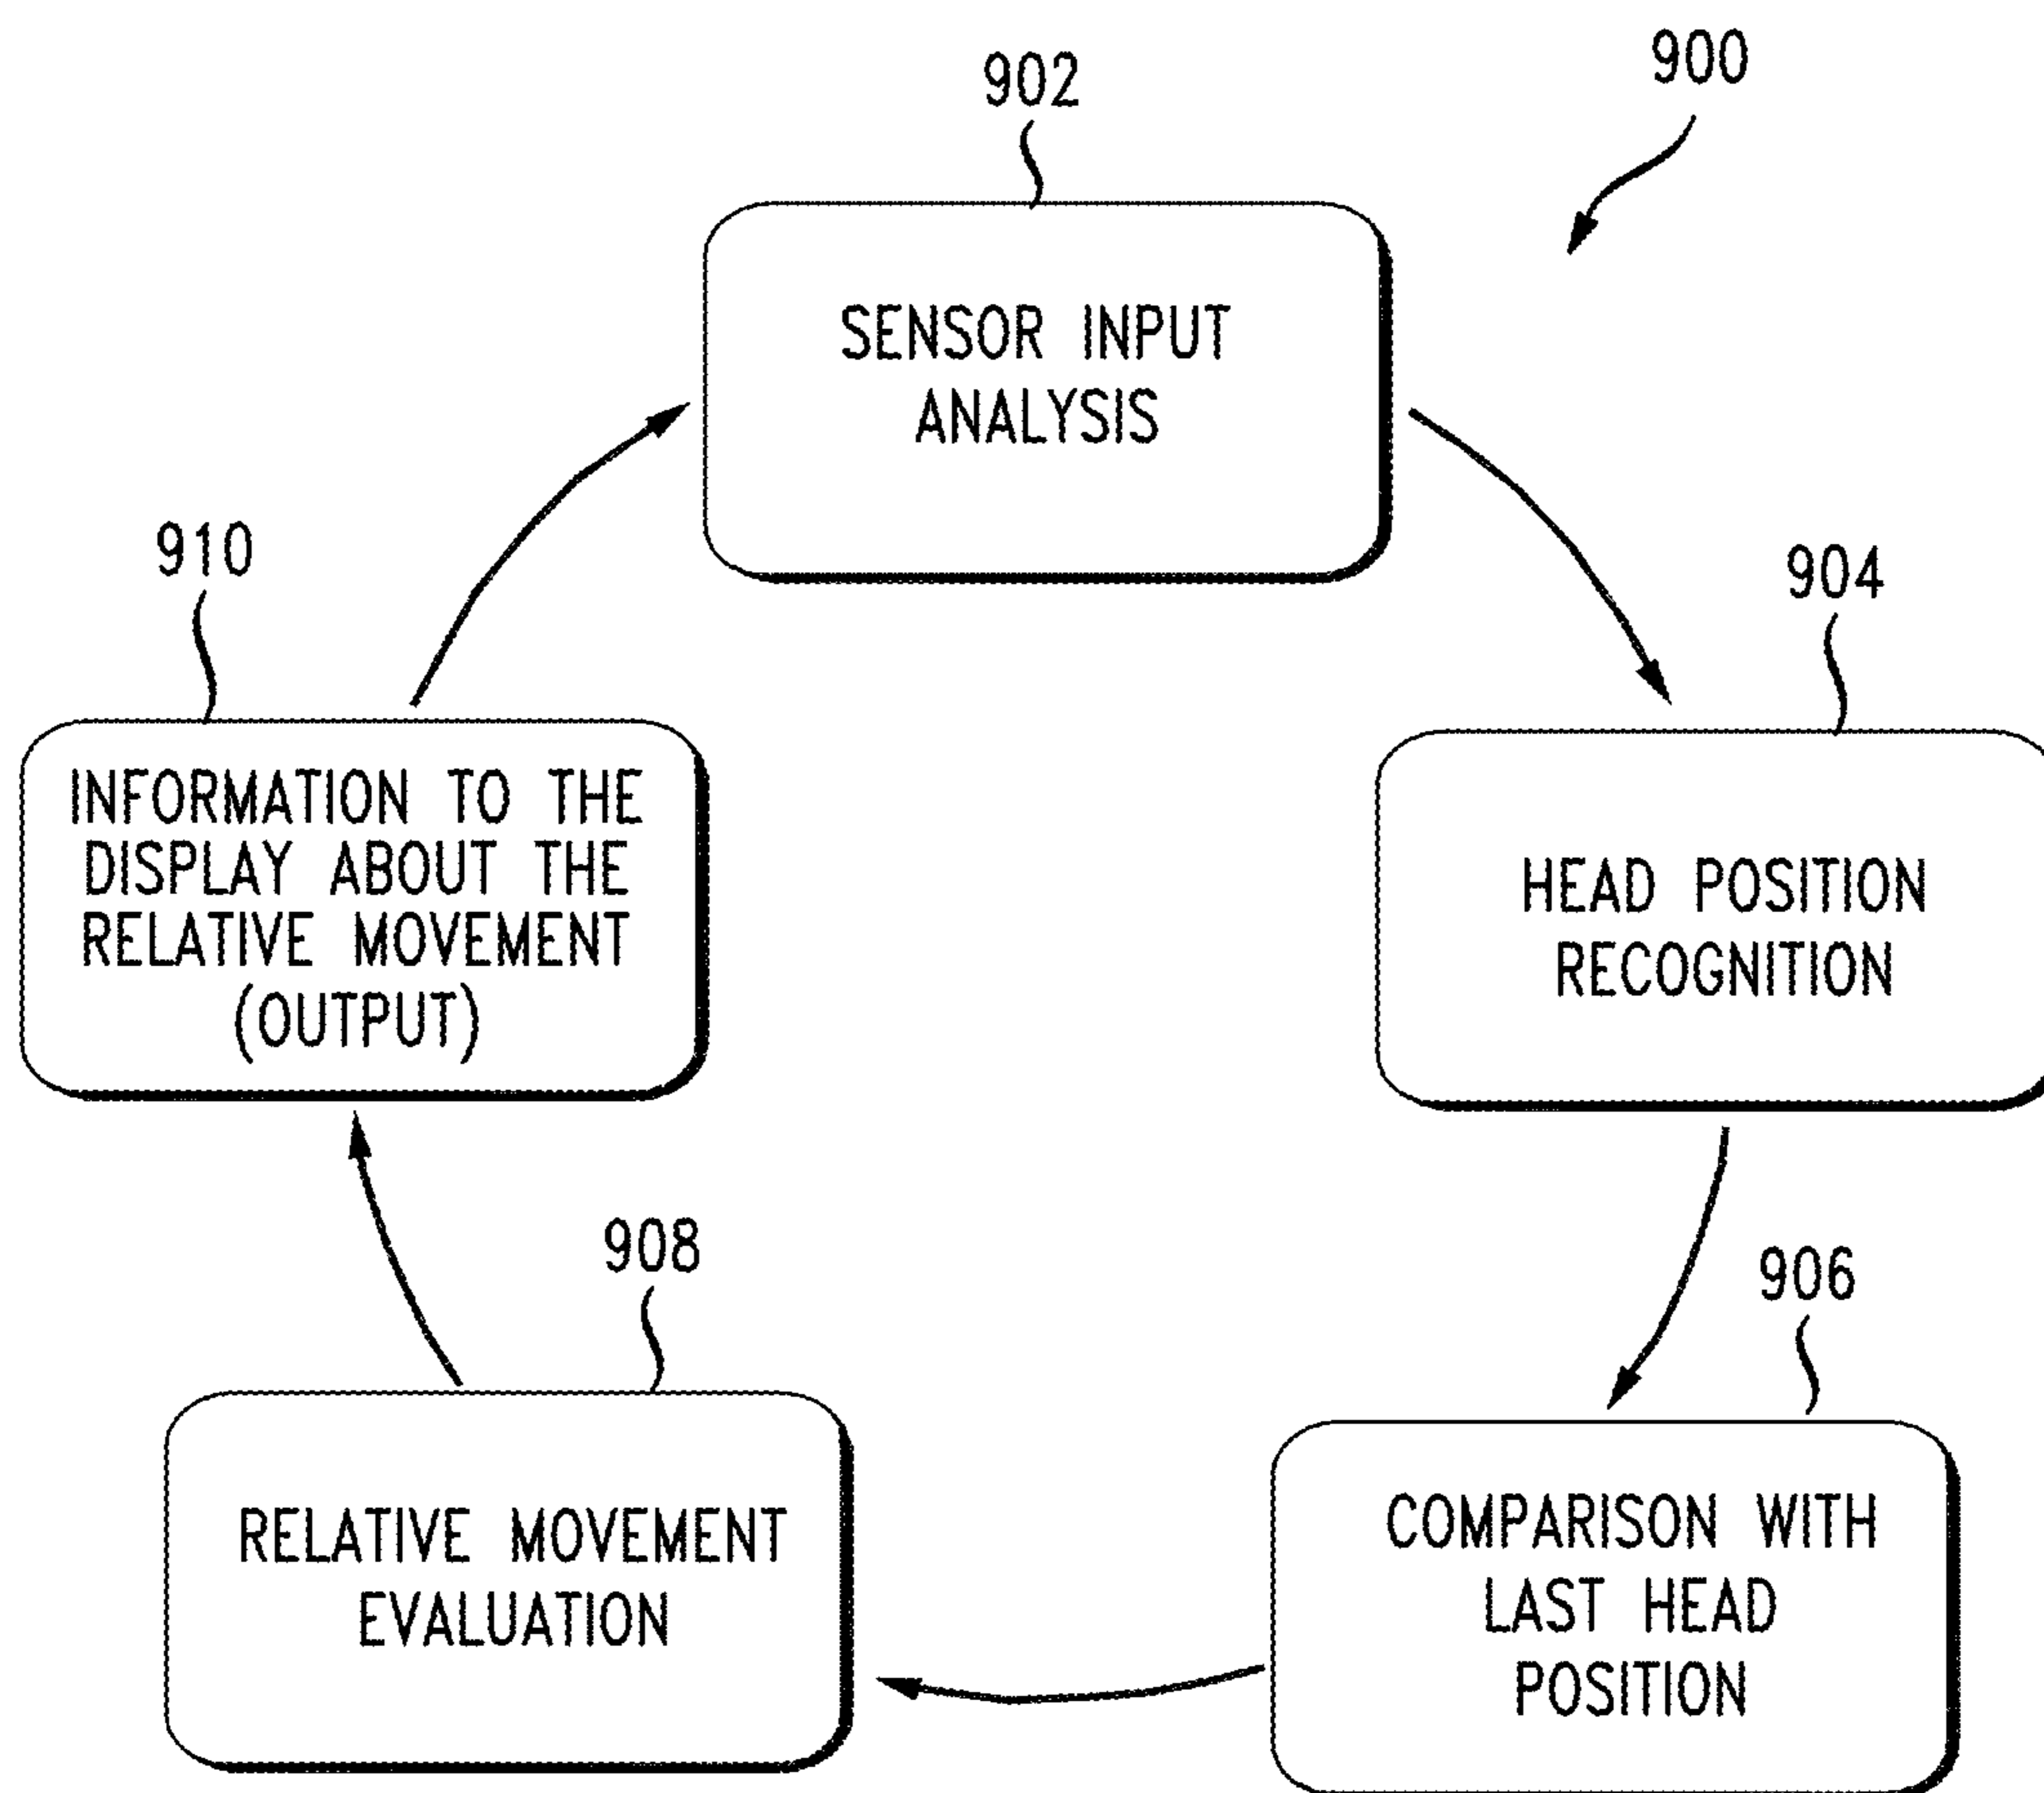 900
902
SENSOR INPUT
ANALYSIS
904
HEAD POSITION
RECOGNITION
906
COMPARISON WITH
LAST HEAD
POSITION
908
RELATIVE MOVEMENT
EVALUATION
910
INFORMATION TO THE
DISPLAY ABOUT THE
RELATIVE MOVEMENT
(OUTPUT)